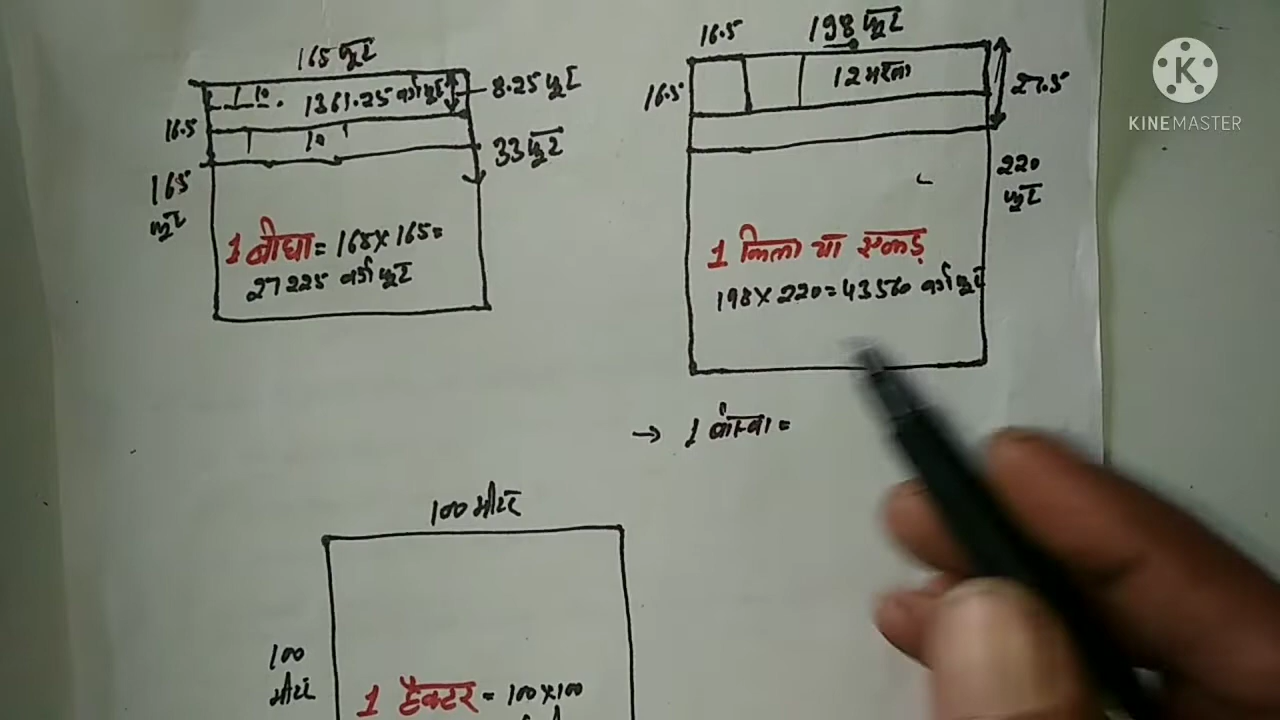 165 फूट
16.5
198 फूट
10
1361.25 वर्ग फूट
8.25 फूट
12 मरला
27.5
16.5
16.5
10
33 फूट
165
फूट
220
फूट
1 बीघा = 165 x 165 =
27225 वर्ग फूट
1 किला या एकड़
198 x 220 = 43560 वर्ग फूट
→ 1 बीस्वा =
100 मीटर
100
मीटर
1 हैक्टर = 100 x 100
K
KINEMASTER